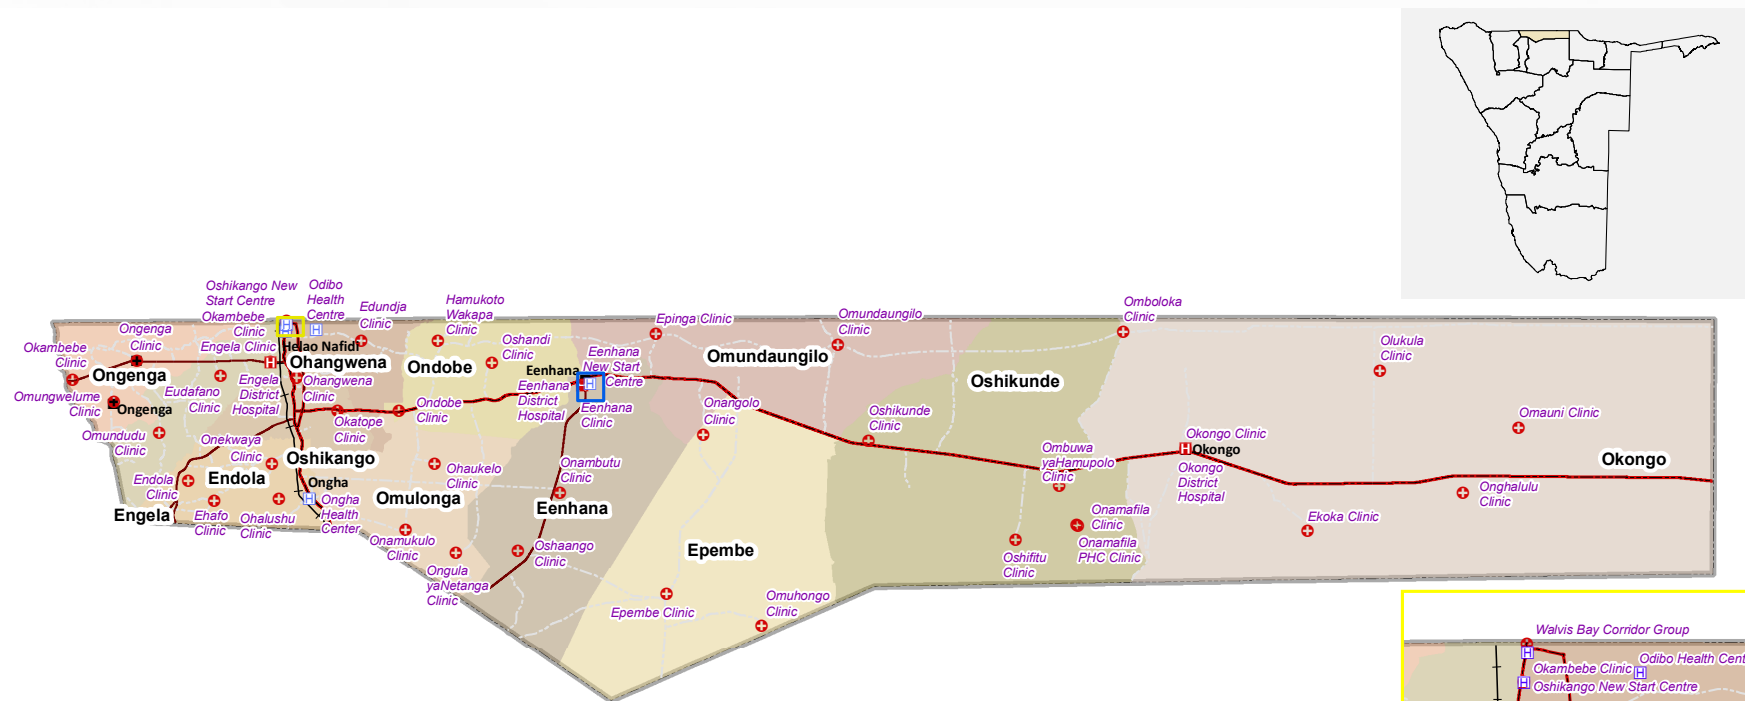 Oshikango New
Start Centre
Okambebe
Clinic
Odibo
Health
Centre
Edundja
Clinic
Hamukoto
Wakapa
Clinic
Ongenga
Clinic
Engela Clinic
Helao Nafidi
Okambebe
Clinic
Ongenga
Ohangwena
Ondobe
Oshandi
Clinic
Eenhana
New Start
Centre
Epinga Clinic
Omundaungilo
Clinic
Omboloka
Clinic
Olukula
Clinic
Omundaungilo
Oshikunde
Eenhana
Eenhana
District
Hospital
Eenhana
Clinic
Omungwelume
Clinic
Ongenga
Eudafano
Clinic
Engela
District
Hospital
Ohangwena
Clinic
Okatope
Clinic
Ondobe
Clinic
Onangolo
Clinic
Oshikunde
Clinic
Omauni Clinic
Omundudu
Clinic
Onekwaya
Clinic
Oshikango
Ombuwa
yaHamupolo
Clinic
Okongo Clinic
Okongo
Okongo
District
Hospital
Okongo
Endola
Clinic
Endola
Ongha
Ongha
Health
Center
Ohaukelo
Clinic
Omulonga
Onambutu
Clinic
Eenhana
Onghalulu
Clinic
Engela
Ehafo
Clinic
Ohalushu
Clinic
Onamukulo
Clinic
Ongula
yaNetanga
Clinic
Oshaango
Clinic
Epembe
Onamafila
Clinic
Onamafila
PHC Clinic
Oshifitu
Clinic
Ekoka Clinic
Epembe Clinic
Omuhongo
Clinic
Walvis Bay Corridor Group
Okambebe Clinic
Odibo Health Cent
Oshikango New Start Centre